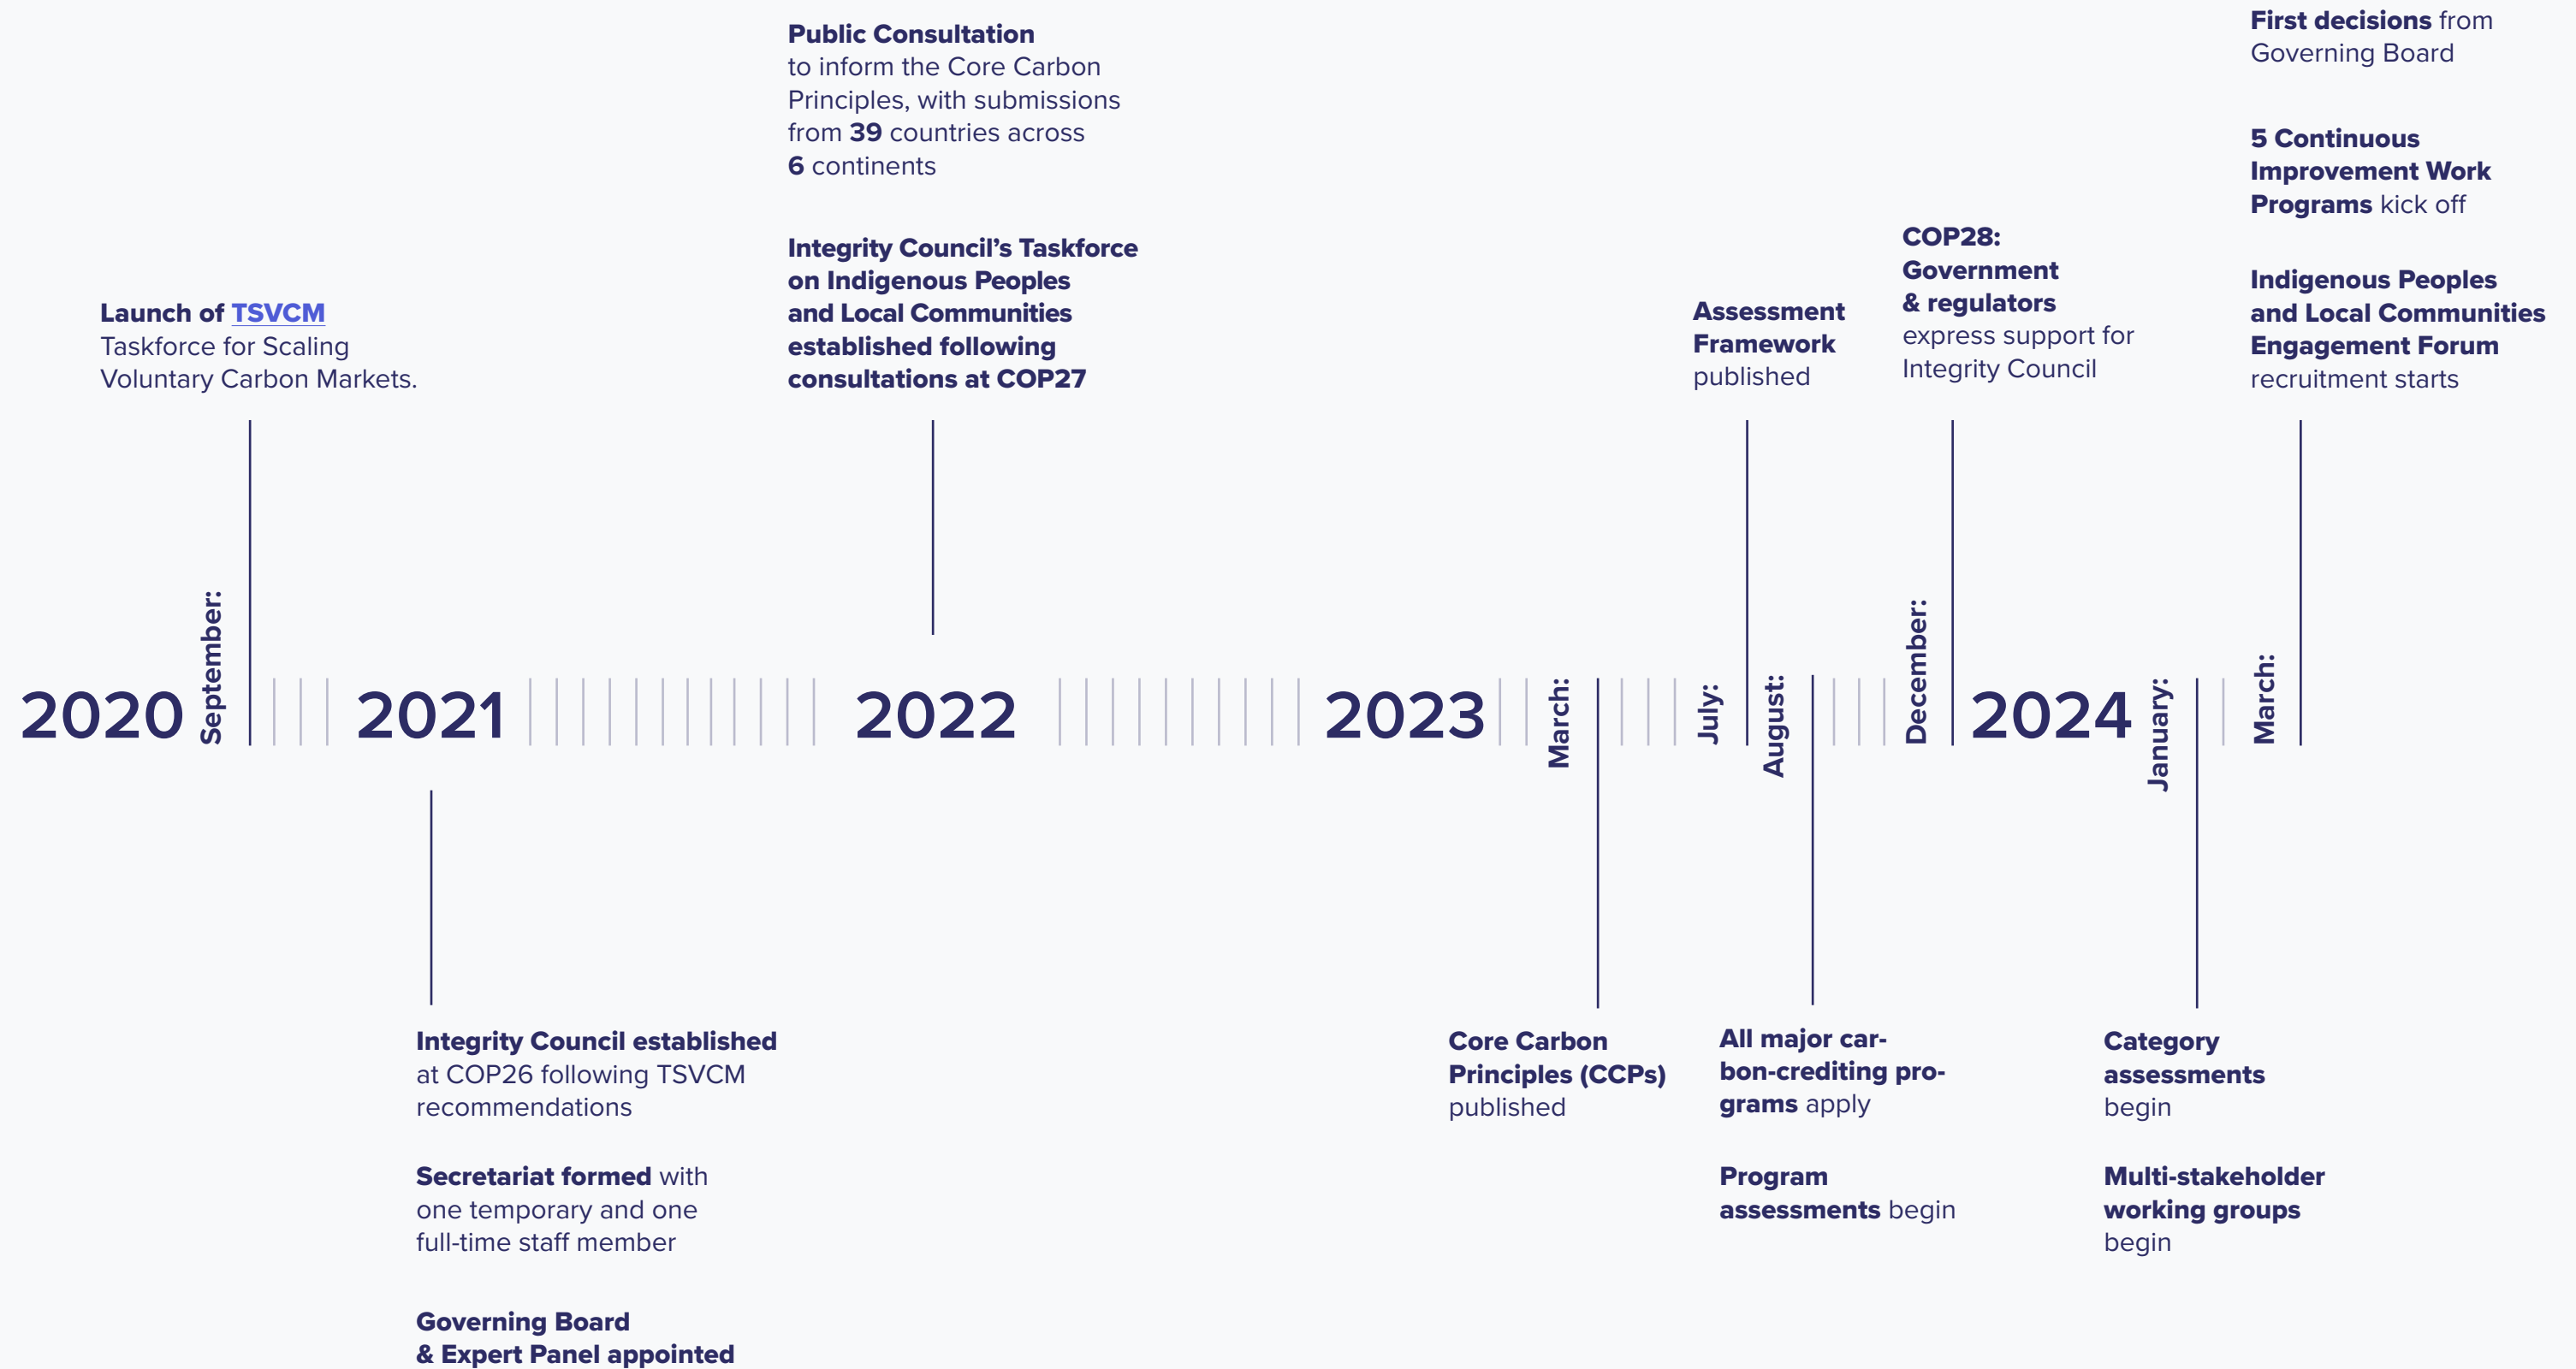 Public Consultation
to inform the Core Carbon
Principles, with submissions
from 39 countries across
6 continents
Integrity Council’s Taskforce
on Indigenous Peoples
and Local Communities
established following
consultations at COP27
First decisions from
Governing Board
5 Continuous
Improvement Work
Programs kick off
Indigenous Peoples
and Local Communities
Engagement Forum
recruitment starts
COP28:
Government
& regulators
express support for
Integrity Council
Assessment
Framework
published
Launch of TSVCM
Taskforce for Scaling
Voluntary Carbon Markets.
2020
September:
2021
2022
2023
March:
July:
August:
December:
2024
January:
March:
Integrity Council established
at COP26 following TSVCM
recommendations
Secretariat formed with
one temporary and one
full-time staff member
Governing Board
& Expert Panel appointed
Core Carbon
Principles (CCPs)
published
All major car-
bon-crediting pro-
grams apply
Program
assessments begin
Category
assessments
begin
Multi-stakeholder
working groups
begin